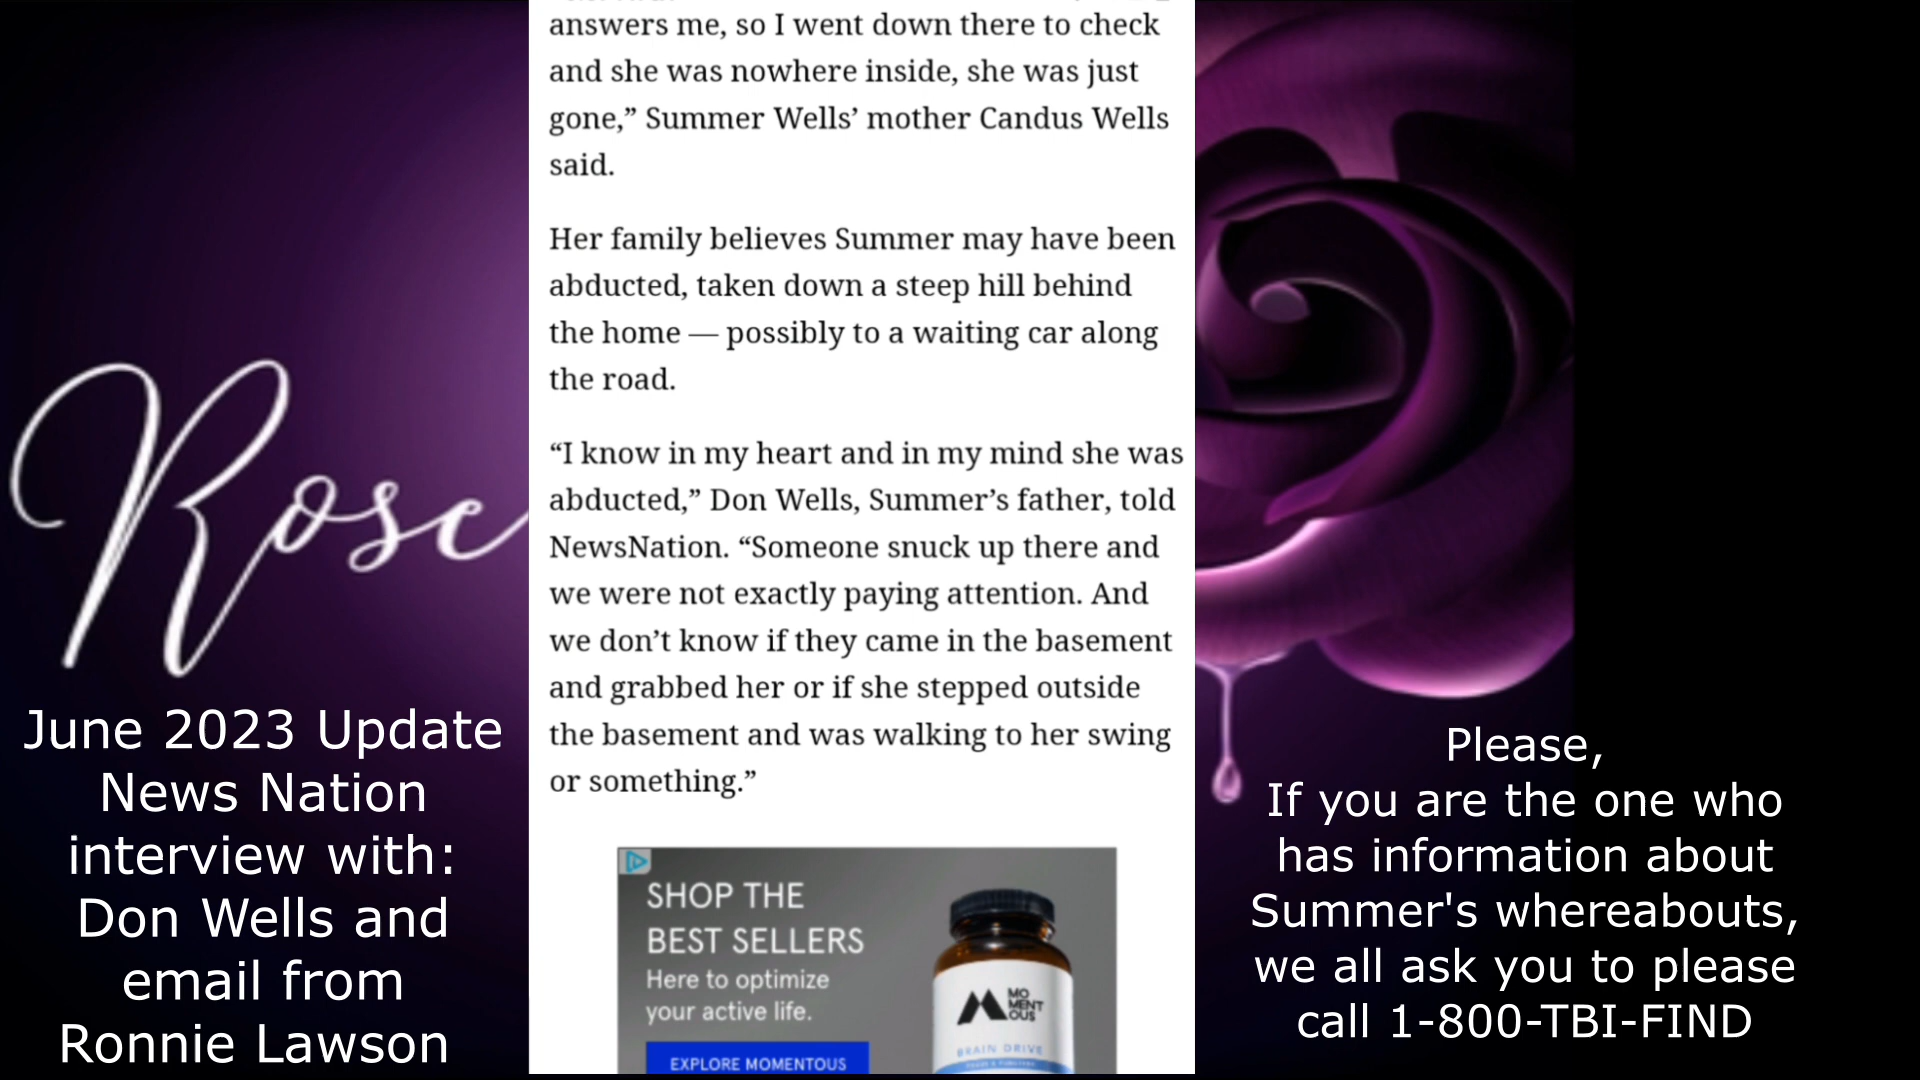 Rose
June 2023 Update
News Nation
interview with:
Don Wells and
email from
Ronnie Lawson
answers me, so I went down there to check
and she was nowhere inside, she was just
gone,” Summer Wells’ mother Candus Wells
said.
Her family believes Summer may have been
abducted, taken down a steep hill behind
the home — possibly to a waiting car along
the road.
“I know in my heart and in my mind she was
abducted,” Don Wells, Summer’s father, told
NewsNation. “Someone snuck up there and
we were not exactly paying attention. And
we don’t know if they came in the basement
and grabbed her or if she stepped outside
the basement and was walking to her swing
or something.”
SHOP THE
BEST SELLERS
Here to optimize
your active life.
EXPLORE MOMENTOUS
MO
MENT
OUS
BRAIN DRIVE
Please,
If you are the one who
has information about
Summer's whereabouts,
we all ask you to please
call 1-800-TBI-FIND